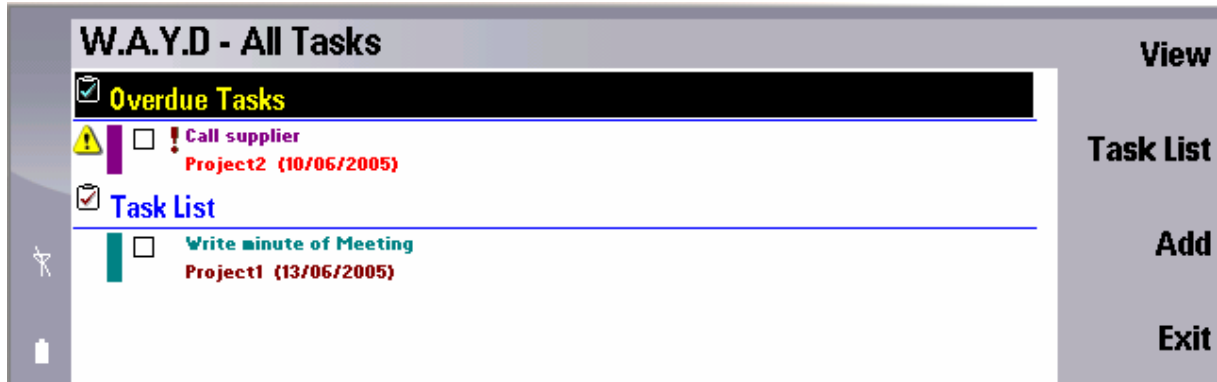 W.A.Y.D - All Tasks
View
Overdue Tasks
Call supplier
Project2 (10/06/2005)
Task List
Task List
Write minute of Meeting
Project1 (13/06/2005)
Add
Exit